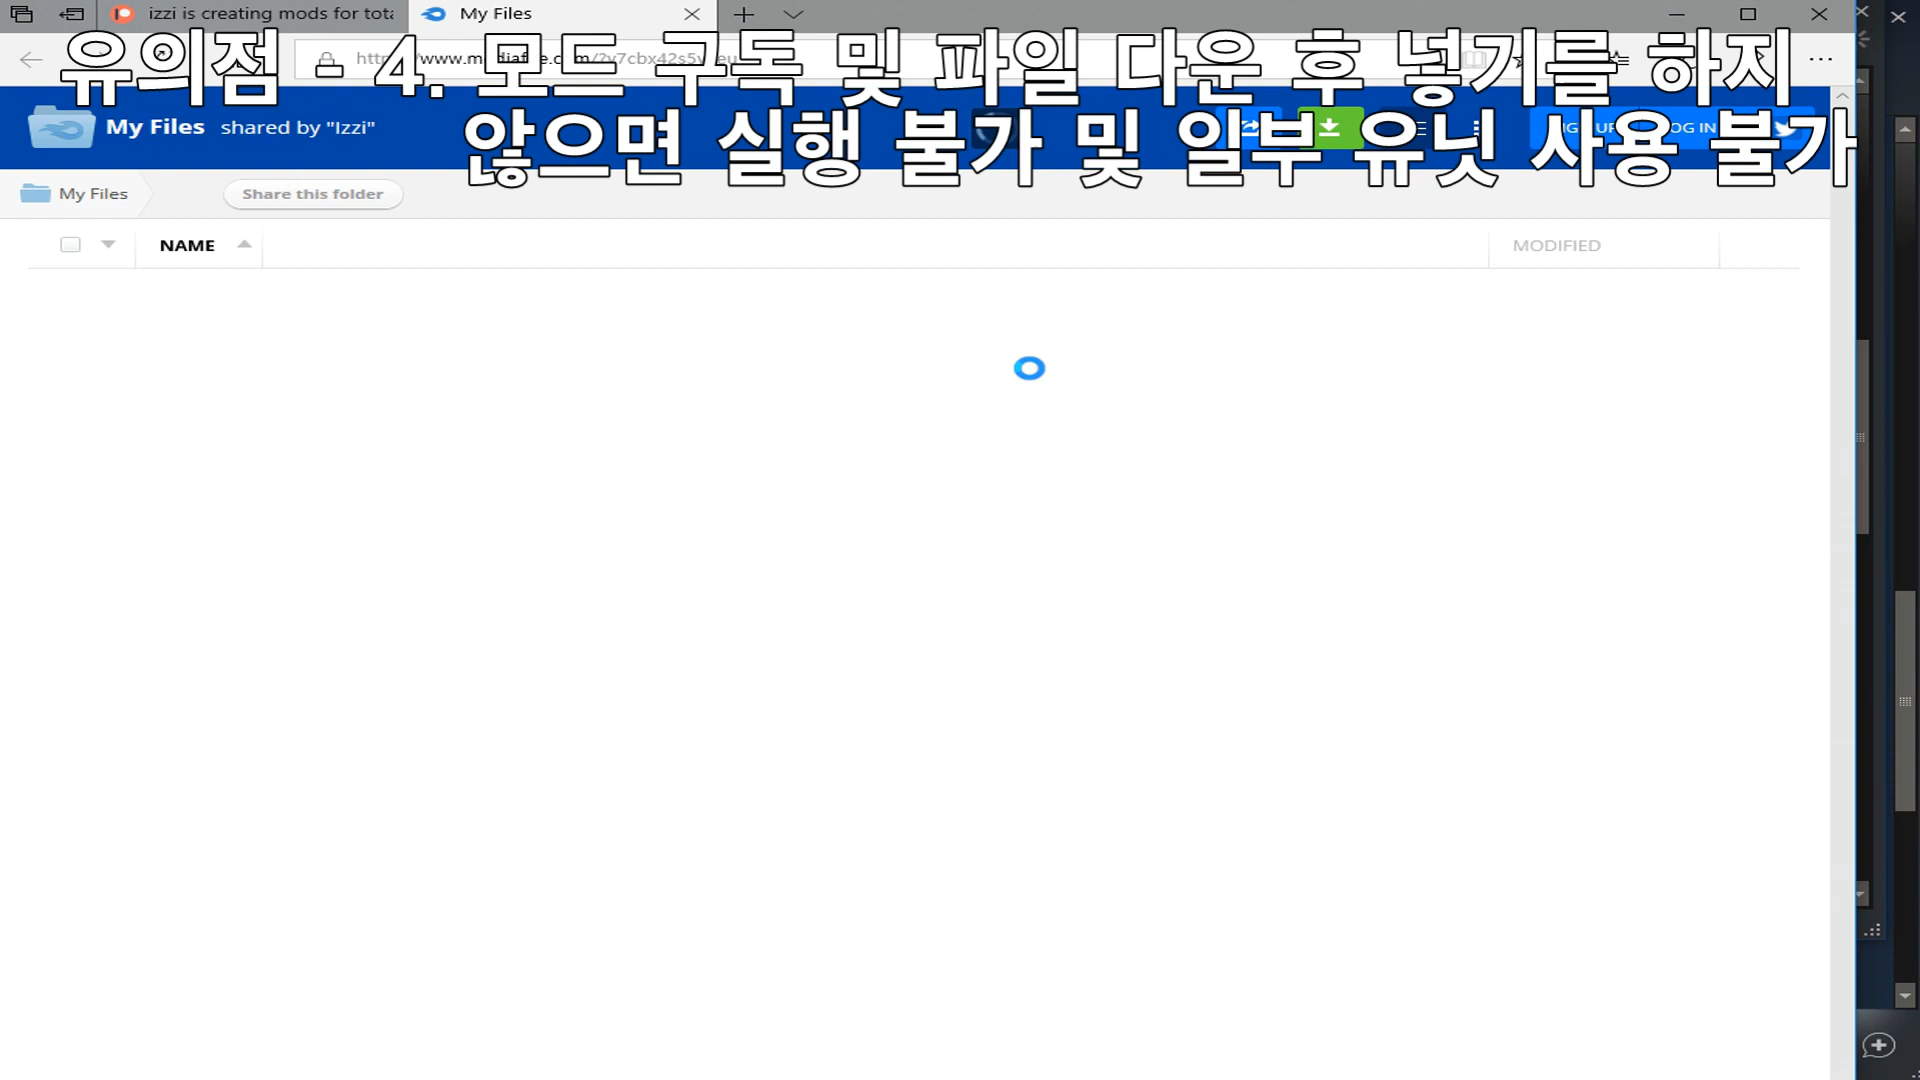 izzi is creating mods for tota
My Files
유의점 4. 모드 구독 및 파일 다운 후 넣기를 하지
않으면 실행 불가 및 일부 유닛 사용 불가
My Files shared by "Izzi"
My Files
Share this folder
NAME
MODIFIED